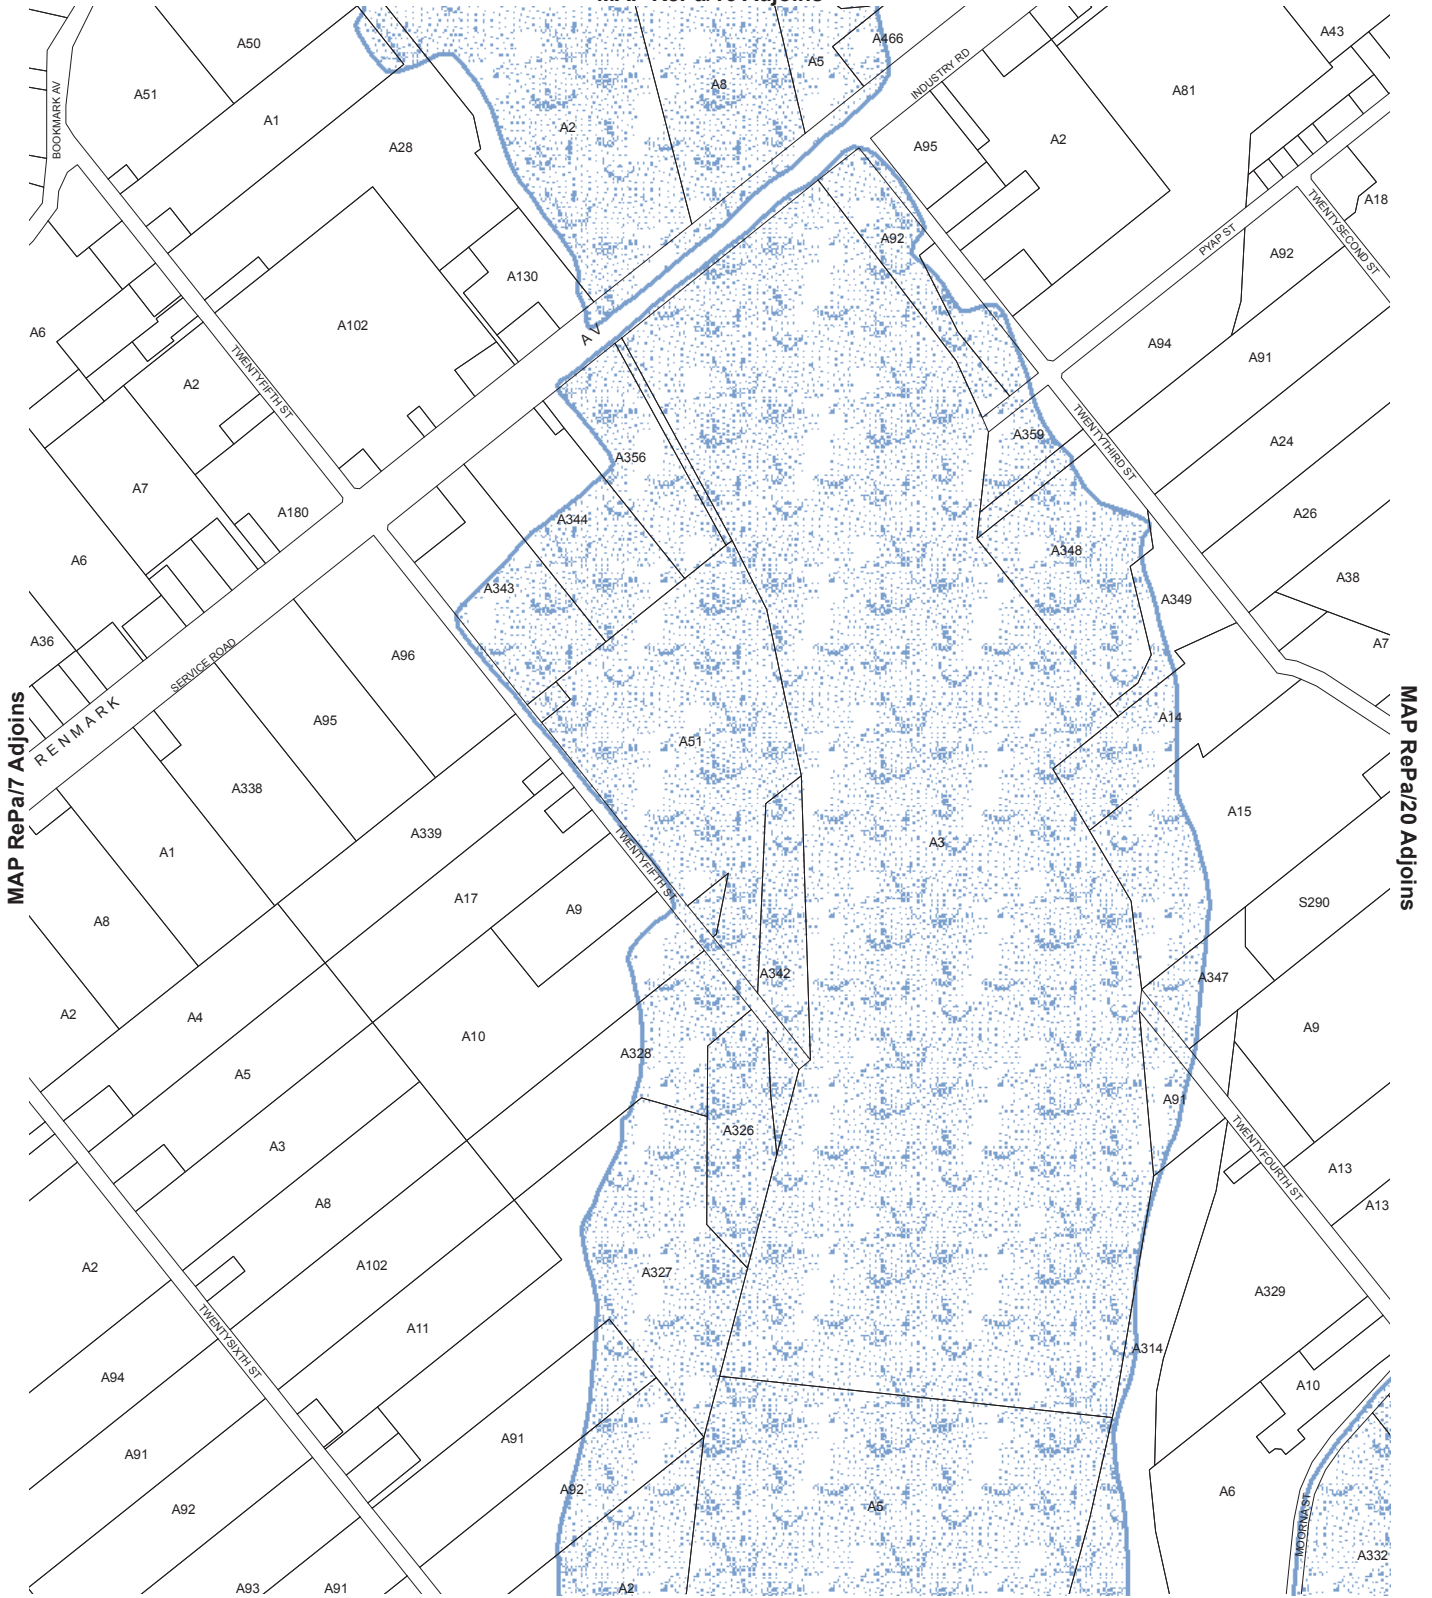 A50
A43
A466
A5
A8
A51
A81
INDUSTRY RD
A1
A2
BOOKMARK AV
A28
A95
A2
A18
TWENTYSECOND ST
PYAP ST
A92
A92
A130
A6
A102
AV
A94
A91
TWENTYFIFTH ST
A2
A359
TWENTYTHIRD ST
A24
A356
A7
A180
A344
A26
A6
A348
A38
A343
A349
A36
A96
A7
SERVICE ROAD
RENMARK
A95
A14
A51
MAP RePa/7 Adjoins
MAP RePa/20 Adjoins
A338
A15
A339
A3
A1
TWENTYFIFTH ST
A17
A9
S290
A8
A342
A347
A2
A4
A10
A9
A328
A5
A91
A326
A3
TWENTYFOURTH ST
A13
A8
A13
A2
A102
A327
A329
A11
TWENTYSIXTH ST
A314
A94
A10
A91
A91
A92
A92
A5
A6
MOORNA ST
A332
A93
A91
A2